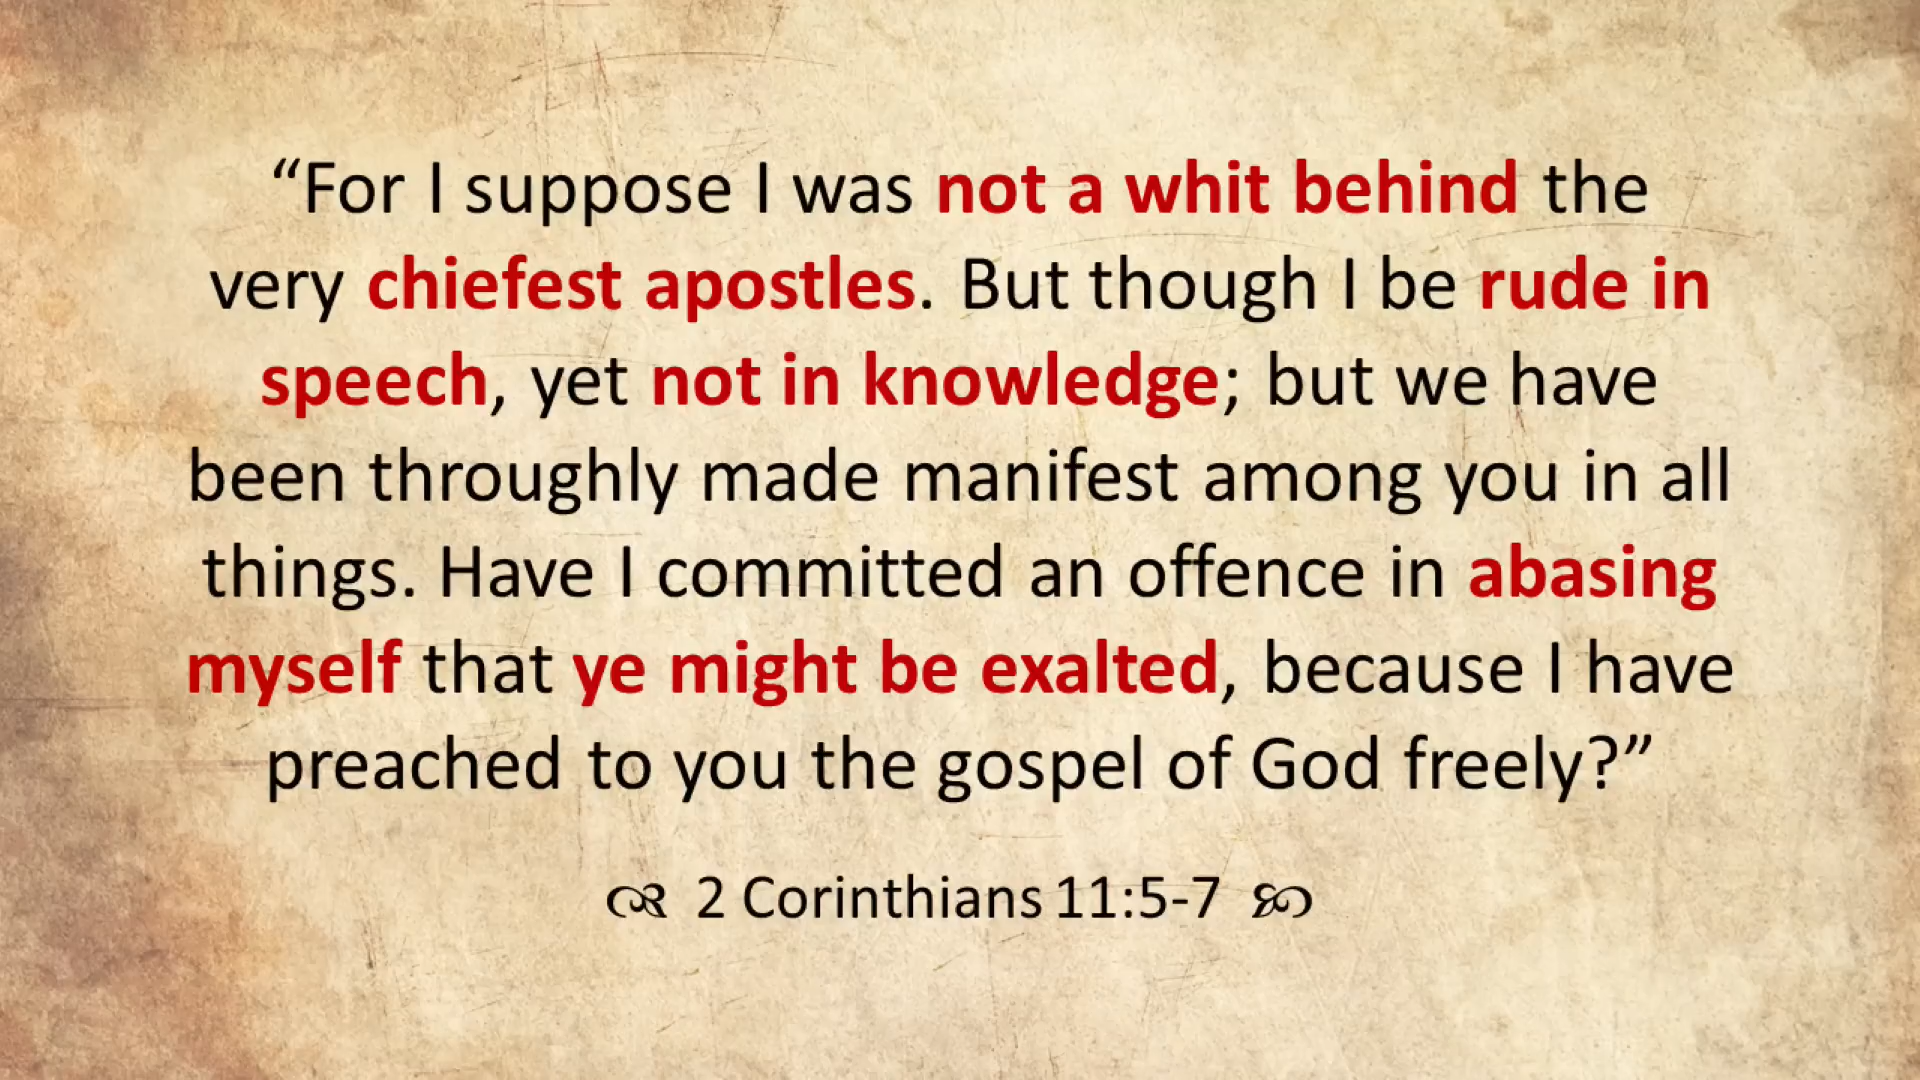 “For I suppose I was not a whit behind the
very chiefest apostles. But though I be rude in
speech, yet not in knowledge; but we have
been throughly made manifest among you in all
things. Have I committed an offence in abasing
myself that ye might be exalted, because I have
preached to you the gospel of God freely?”
2 Corinthians 11:5-7